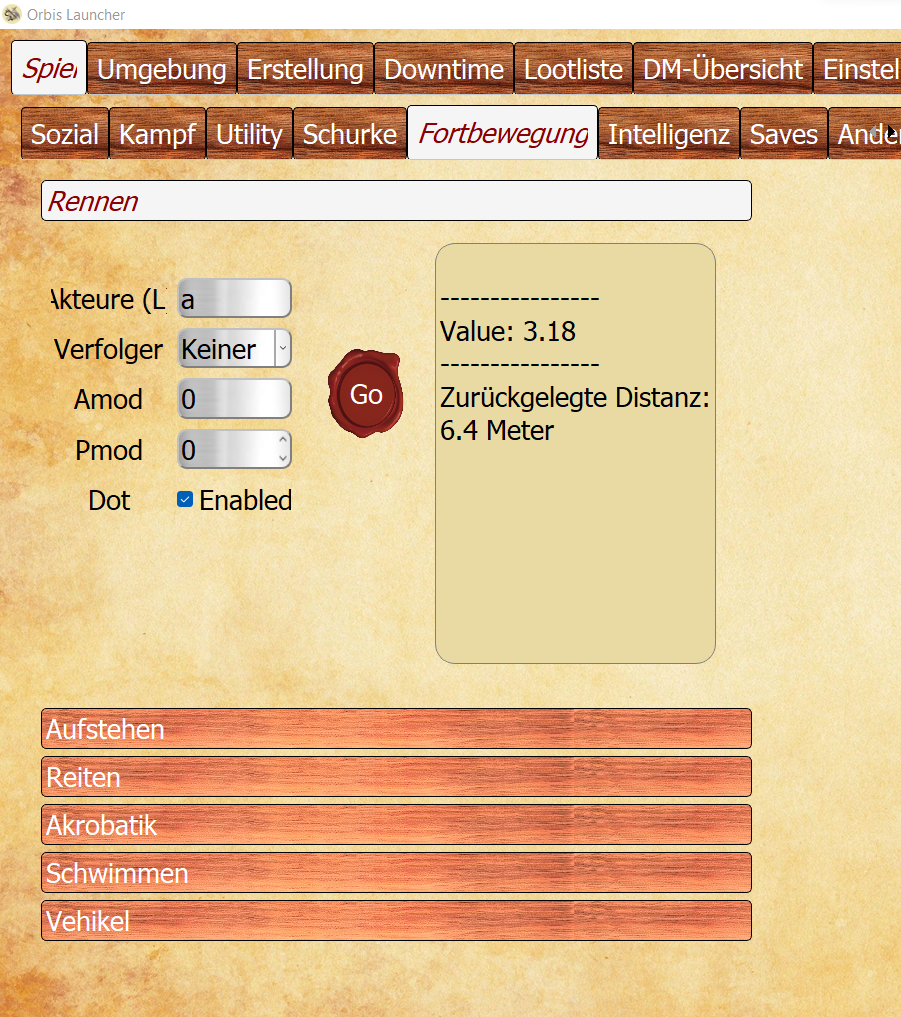 Orbis Launcher
Spiel Umgebung Erstellung Downtime Lootliste DM-Übersicht Einstel
Sozial Kampf Utility Schurke Fortbewegung Intelligenz Saves Ander
Rennen
Akteure (L a
Verfolger Keiner
Amod 0
Pmod 0
Dot Enabled
Go
----------------
Value: 3.18
----------------
Zurückgelegte Distanz:
6.4 Meter
Aufstehen
Reiten
Akrobatik
Schwimmen
Vehikel